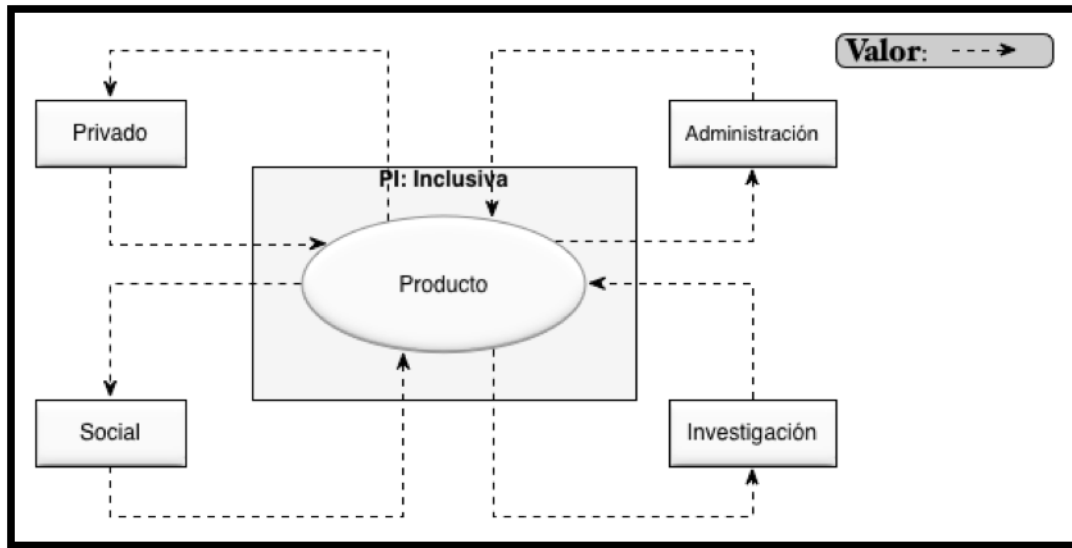 Valor:
Privado
Administración
PI: Inclusiva
Producto
Social
Investigación